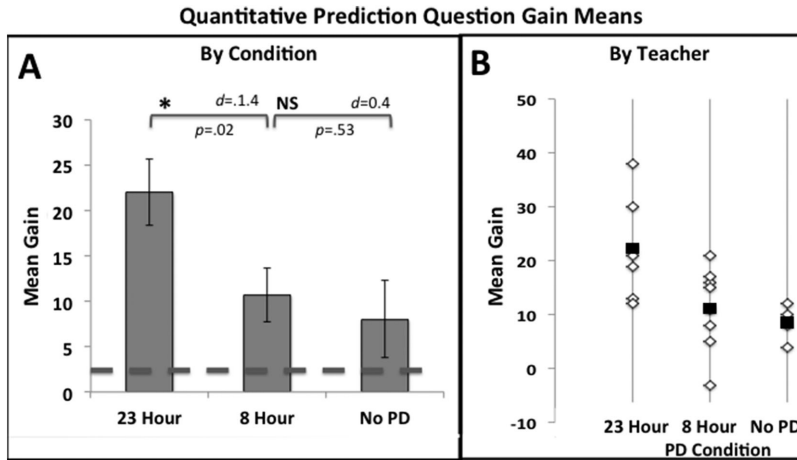 Quantitative Prediction Question Gain Means
A
By Condition
* d=.1.4 NS d=0.4
p=.02 p=.53
Mean Gain
30
25
20
15
10
5
0
23 Hour 8 Hour No PD
B
By Teacher
Mean Gain
50
40
30
20
10
0
-10
23 Hour 8 Hour No PD
PD Condition